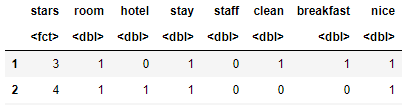 stars room hotel stay staff clean breakfast nice
<fct> <dbl> <dbl> <dbl> <dbl> <dbl> <dbl> <dbl>
1 3 1 0 1 0 1 1 1
2 4 1 1 1 0 0 0 1